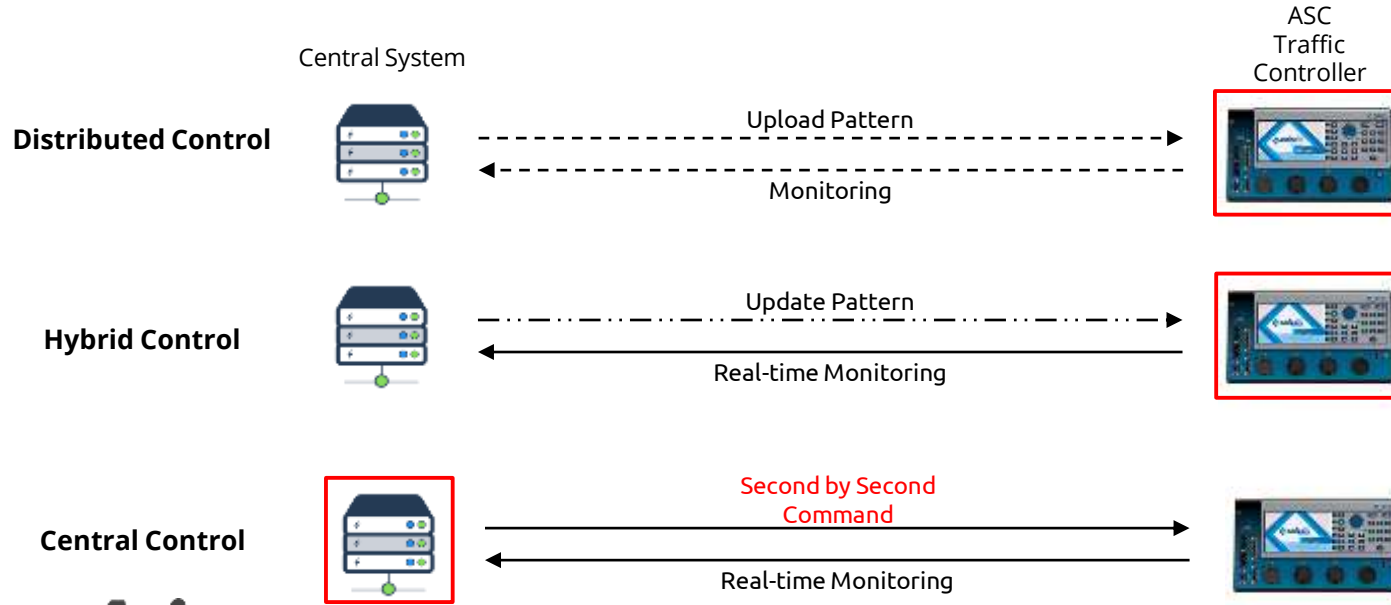 Central System
ASC
Traffic
Controller
Distributed Control
Upload Pattern
Monitoring
Hybrid Control
Update Pattern
Real-time Monitoring
Central Control
Second by Second
Command
Real-time Monitoring